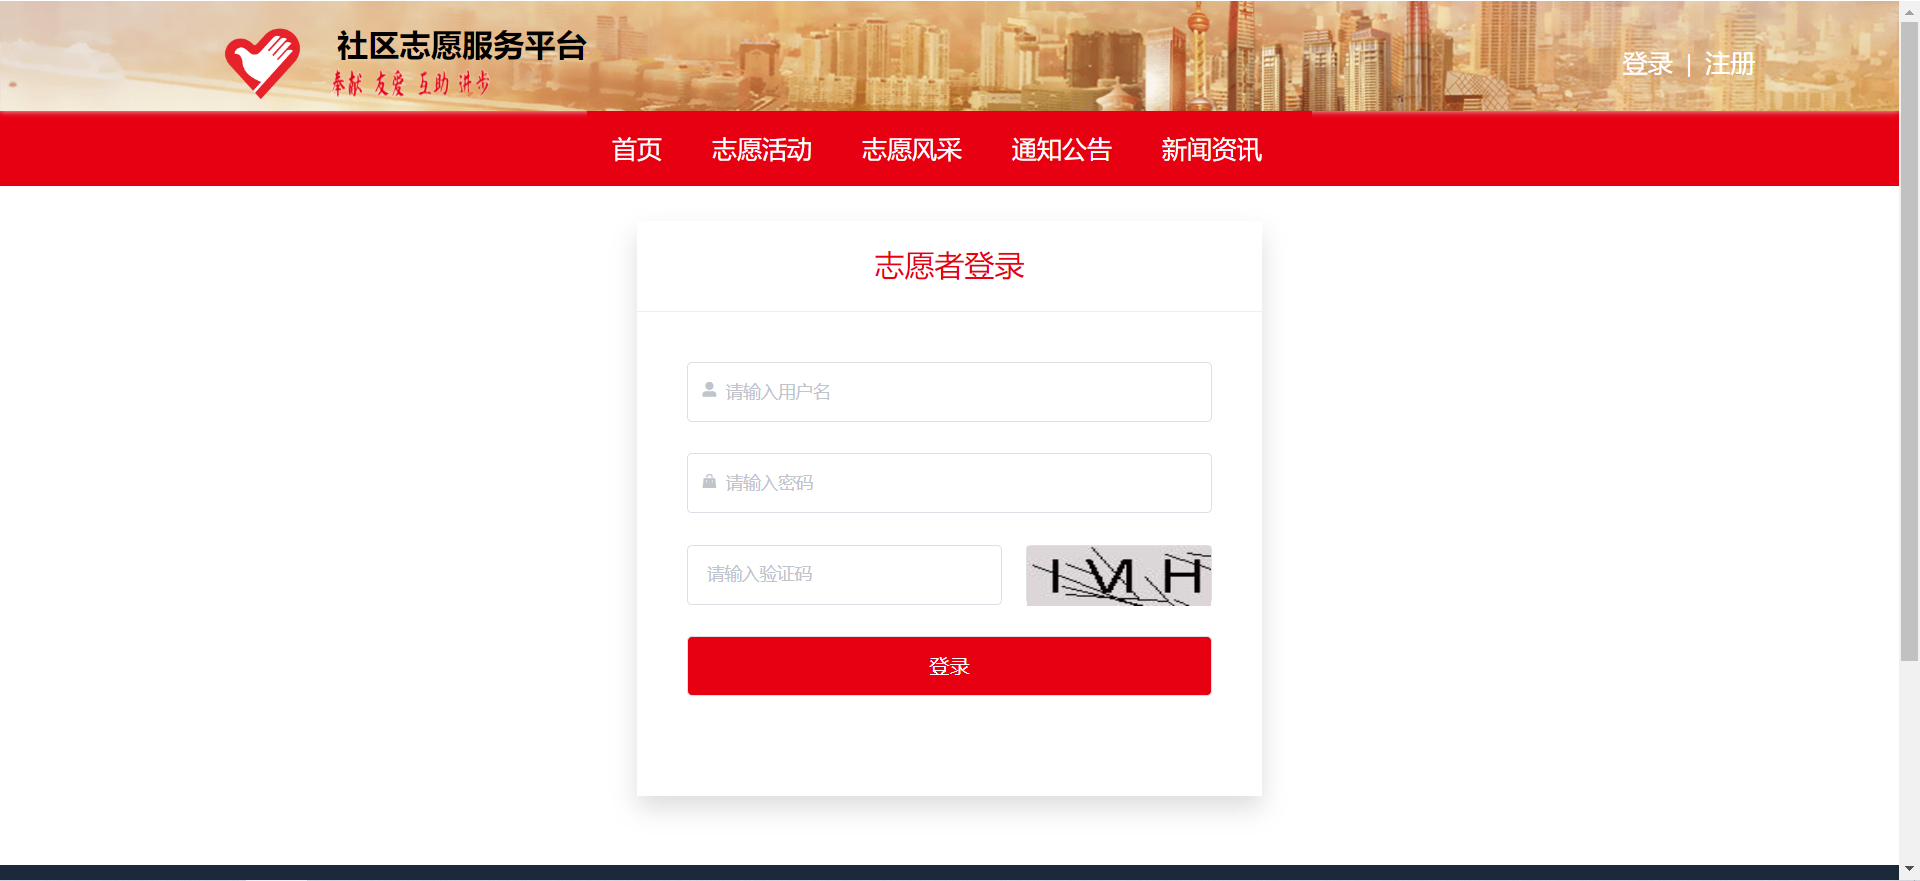 社区志愿服务平台
奉献 友爱 互助 进步
登录 | 注册
首页 志愿活动 志愿风采 通知公告 新闻资讯
志愿者登录
请输入用户名
请输入密码
请输入验证码
登录